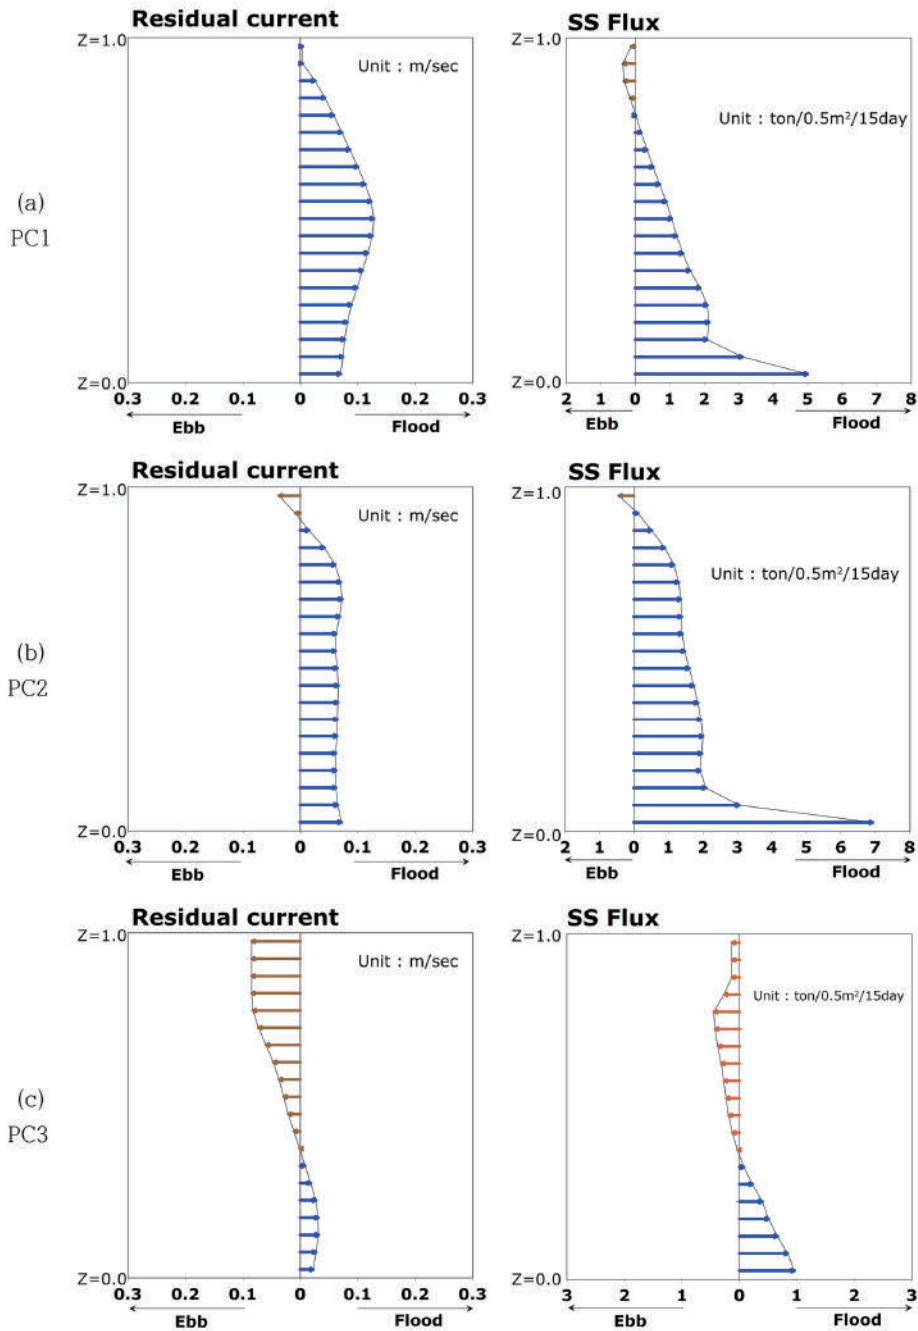 Residual current
SS Flux
Z=1.0
Unit : m/sec
Z=1.0
Unit : ton/0.5m²/15day
(a)
PC1
Z=0.0
0.3 0.2 0.1 0 0.1 0.2 0.3
Ebb Flood
Z=0.0
2 1 0 1 2 3 4 5 6 7 8
Ebb Flood
Residual current
SS Flux
Z=1.0
Unit : m/sec
Z=1.0
Unit : ton/0.5m²/15day
(b)
PC2
Z=0.0
0.3 0.2 0.1 0 0.1 0.2 0.3
Ebb Flood
Z=0.0
2 1 0 1 2 3 4 5 6 7 8
Ebb Flood
Residual current
SS Flux
Z=1.0
Unit : m/sec
Z=1.0
Unit : ton/0.5m²/15day
(c)
PC3
Z=0.0
0.3 0.2 0.1 0 0.1 0.2 0.3
Ebb Flood
Z=0.0
3 2 1 0 1 2 3
Ebb Flood